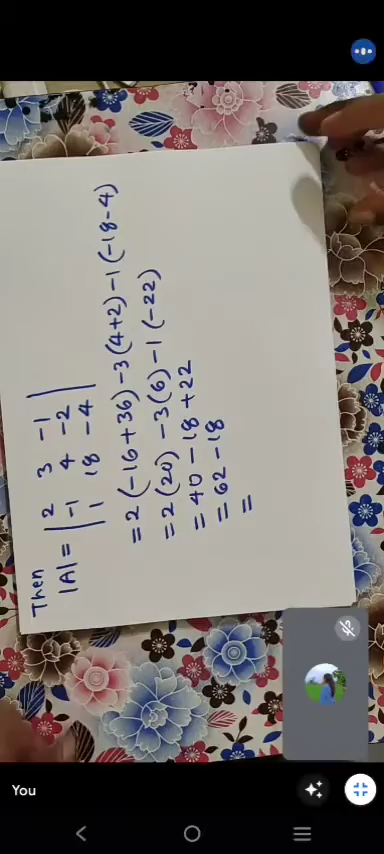 Then
|A| = | 2 3 -1 |
| -1 4 -2 |
| 1 18 -4 |
= 2 (-16 + 36) - 3 (4+2) - 1 (-18 - 4)
= 2 (20) - 3(6) - 1 (-22)
= 40 - 18 + 22
= 62 - 18
=
You